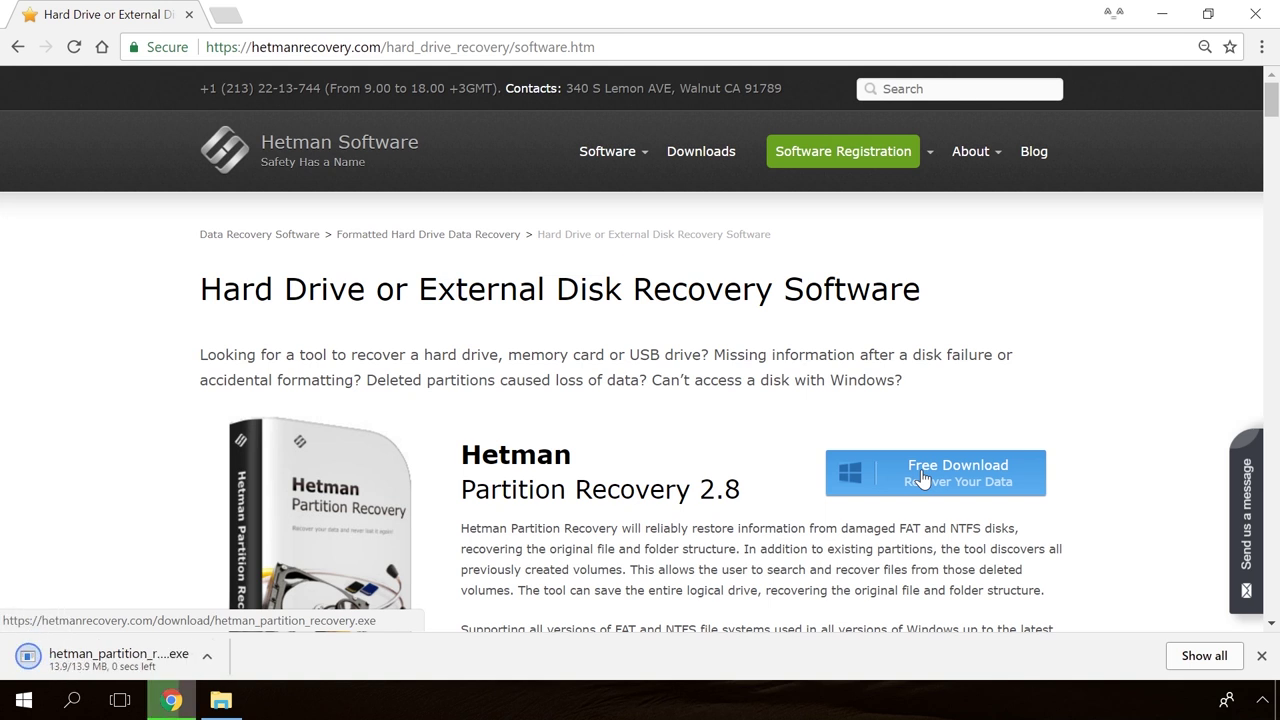 Hard Drive or External Di
Secure
https://hetmanrecovery.com/hard_drive_recovery/software.htm
+1 (213) 22-13-744 (From 9.00 to 18.00 +3GMT). Contacts: 340 S Lemon AVE, Walnut CA 91789
Search
Hetman Software
Safety Has a Name
Software
Downloads
Software Registration
About
Blog
Data Recovery Software > Formatted Hard Drive Data Recovery > Hard Drive or External Disk Recovery Software
Hard Drive or External Disk Recovery Software
Looking for a tool to recover a hard drive, memory card or USB drive? Missing information after a disk failure or
accidental formatting? Deleted partitions caused loss of data? Can't access a disk with Windows?
Hetman
Partition Recovery
Recover your data and never lost it again!
Hetman Par
Hetman
Partition Recovery 2.8
Free Download
Recover Your Data
Hetman Partition Recovery will reliably restore information from damaged FAT and NTFS disks,
recovering the original file and folder structure. In addition to existing partitions, the tool discovers all
previously created volumes. This allows the user to search and recover files from those deleted
volumes. The tool can save the entire logical drive, recovering the original file and folder structure.
Supporting all versions of FAT and NTFS file systems used in all versions of Windows up to the latest
Send us a message
https://hetmanrecovery.com/download/hetman_partition_recovery.exe
hetman_partition_r....exe
13.9/13.9 MB, 0 secs left
Show all